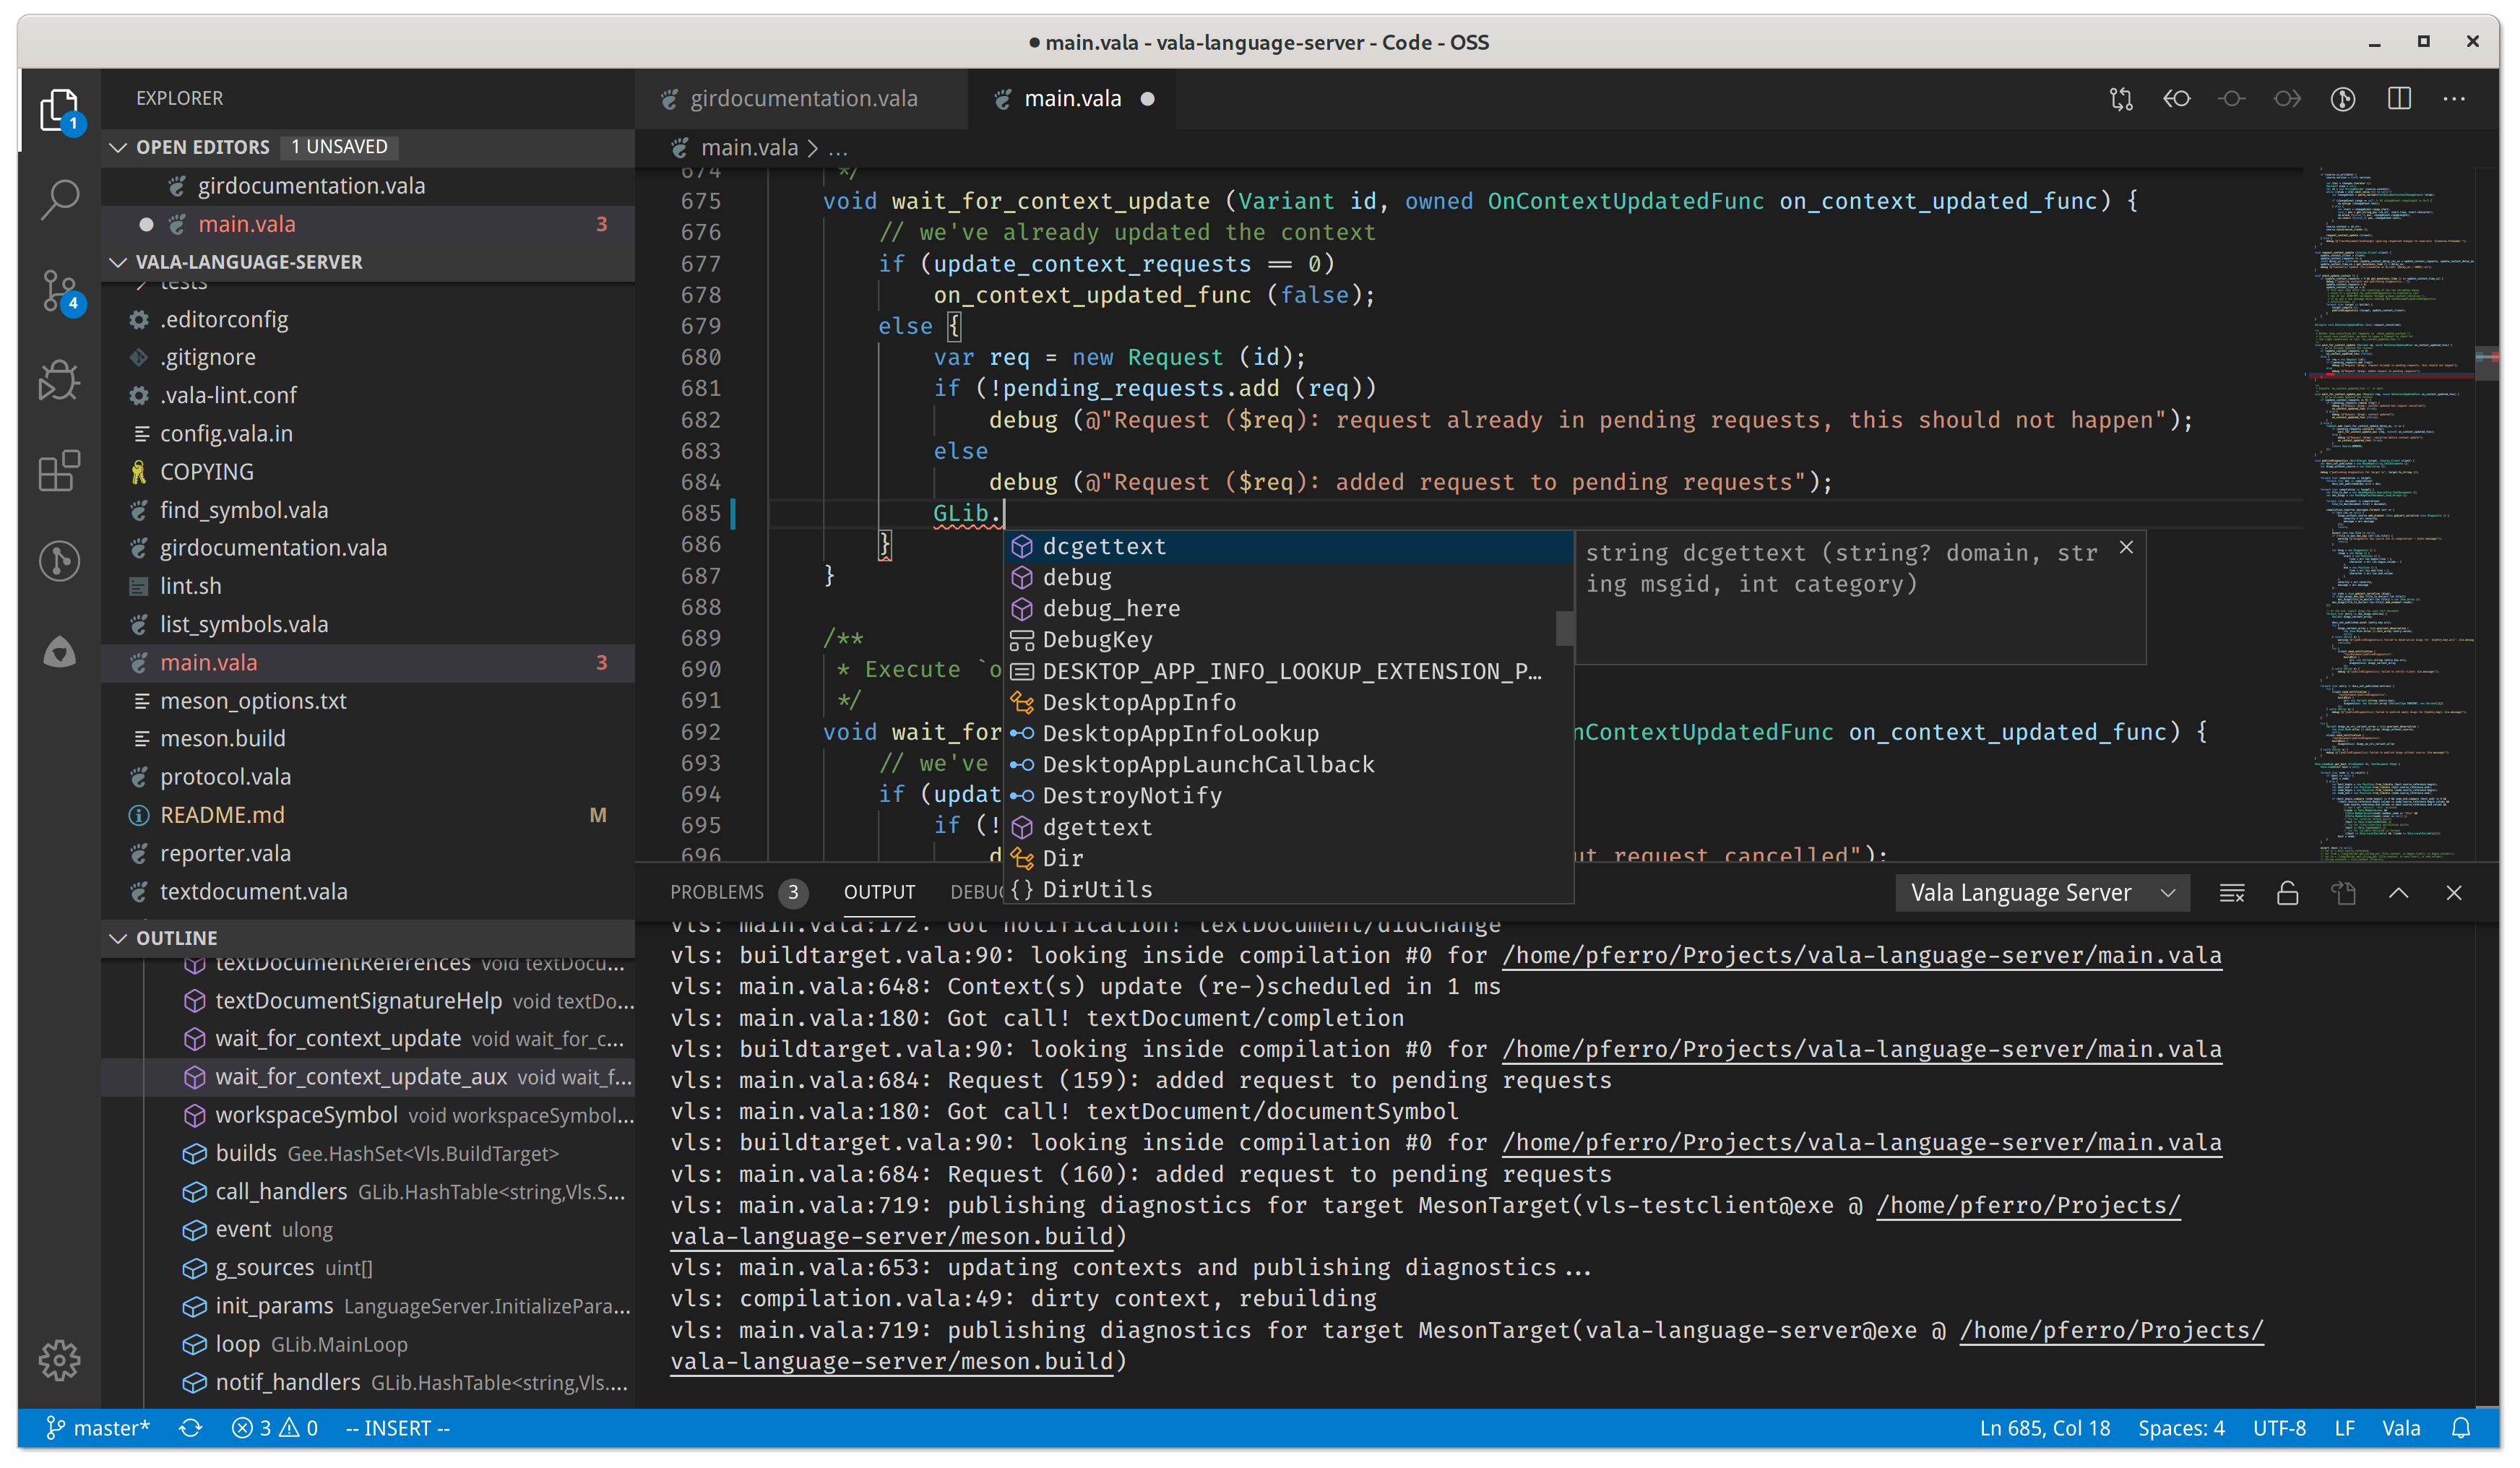 ● main.vala - vala-language-server - Code - OSS
1
4
EXPLORER
OPEN EDITORS 1 UNSAVED
girdocumentation.vala
main.vala 3
VALA-LANGUAGE-SERVER
tests
.editorconfig
.gitignore
.vala-lint.conf
config.vala.in
COPYING
find_symbol.vala
girdocumentation.vala
lint.sh
list_symbols.vala
main.vala 3
meson_options.txt
meson.build
protocol.vala
README.md M
reporter.vala
textdocument.vala
OUTLINE
textDocumentReferences void textDocu...
textDocumentSignatureHelp void textDo...
wait_for_context_update void wait_for_c...
wait_for_context_update_aux void wait_f...
workspaceSymbol void workspaceSymbol...
builds Gee.HashSet<Vls.BuildTarget>
call_handlers GLib.HashTable<string,Vls.S...
event ulong
g_sources uint[]
init_params LanguageServer.InitializePara...
loop GLib.MainLoop
notif_handlers GLib.HashTable<string,Vls....
girdocumentation.vala main.vala ●
main.vala > ...
674 */
675 void wait_for_context_update (Variant id, owned OnContextUpdatedFunc on_context_updated_func) {
676 // we've already updated the context
677 if (update_context_requests == 0)
678 on_context_updated_func (false);
679 else {
680 var req = new Request (id);
681 if (!pending_requests.add (req))
682 debug (@"Request ($req): request already in pending requests, this should not happen");
683 else
684 debug (@"Request ($req): added request to pending requests");
685 GLib.
686 }
687 }
688
689 /**
690 * Execute `o
691 */
692 void wait_for nContextUpdatedFunc on_context_updated_func) {
693 // we've
694 if (updat
695 if (!
696 d ut request cancelled");
dcgettext
debug
debug_here
DebugKey
DESKTOP_APP_INFO_LOOKUP_EXTENSION_P...
DesktopAppInfo
DesktopAppInfoLookup
DesktopAppLaunchCallback
DestroyNotify
dgettext
Dir
{} DirUtils
string dcgettext (string? domain, str
ing msgid, int category)
PROBLEMS 3 OUTPUT DEBUG Vala Language Server
vls: main.vala:172: Got notification! textDocument/didChange
vls: buildtarget.vala:90: looking inside compilation #0 for /home/pferro/Projects/vala-language-server/main.vala
vls: main.vala:648: Context(s) update (re-)scheduled in 1 ms
vls: main.vala:180: Got call! textDocument/completion
vls: buildtarget.vala:90: looking inside compilation #0 for /home/pferro/Projects/vala-language-server/main.vala
vls: main.vala:684: Request (159): added request to pending requests
vls: main.vala:180: Got call! textDocument/documentSymbol
vls: buildtarget.vala:90: looking inside compilation #0 for /home/pferro/Projects/vala-language-server/main.vala
vls: main.vala:684: Request (160): added request to pending requests
vls: main.vala:719: publishing diagnostics for target MesonTarget(vls-testclient@exe @ /home/pferro/Projects/
vala-language-server/meson.build)
vls: main.vala:653: updating contexts and publishing diagnostics...
vls: compilation.vala:49: dirty context, rebuilding
vls: main.vala:719: publishing diagnostics for target MesonTarget(vala-language-server@exe @ /home/pferro/Projects/
vala-language-server/meson.build)
master* 3 0 -- INSERT -- Ln 685, Col 18 Spaces: 4 UTF-8 LF Vala